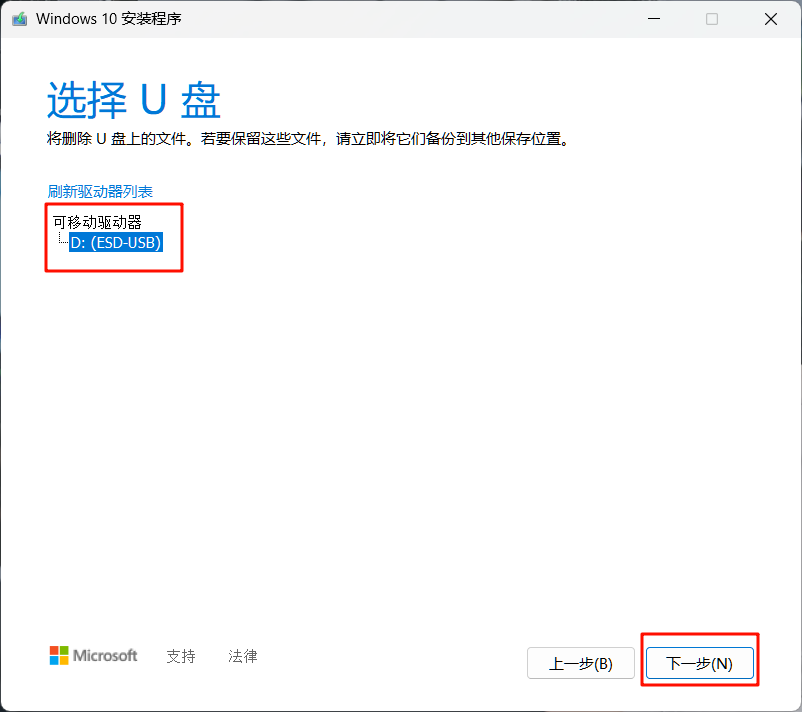 Windows 10 安装程序
选择 U 盘
将删除 U 盘上的文件。若要保留这些文件，请立即将它们备份到其他保存位置。
刷新驱动器列表
可移动驱动器
D: (ESD-USB)
Microsoft 支持 法律 上一步(B) 下一步(N)